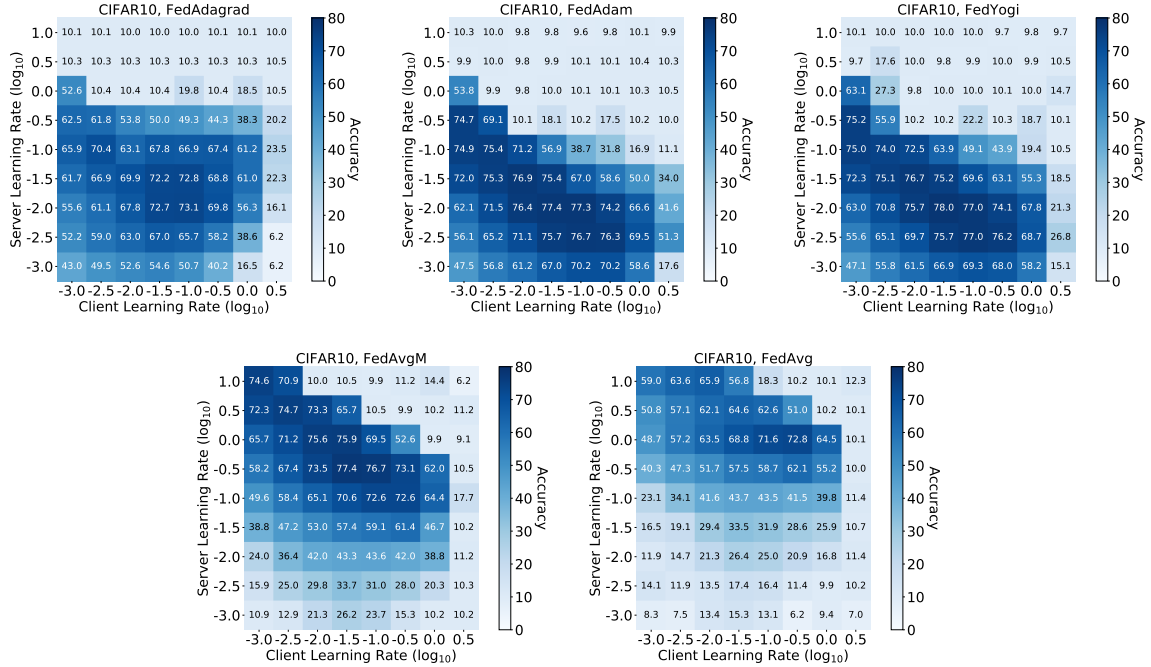 CIFAR10, FedAdagrad
1.0 10.1 10.1 10.0 10.0 10.1 10.1 10.0 10.0
0.5 10.3 10.3 10.3 10.3 10.3 10.3 10.3 10.5
0.0 52.6 10.4 10.4 10.4 19.8 10.4 18.5 10.5
-0.5 62.5 61.8 53.8 50.0 49.3 44.3 38.3 20.2
-1.0 65.9 70.4 63.1 67.8 66.9 67.4 61.2 23.5
-1.5 61.7 66.9 69.9 72.2 72.8 68.8 61.0 22.3
-2.0 55.6 61.1 67.8 72.7 73.1 69.8 56.3 16.1
-2.5 52.2 59.0 63.0 67.0 65.7 58.2 38.6 6.2
-3.0 43.0 49.5 52.6 54.6 50.7 40.2 16.5 6.2
-3.0 -2.5 -2.0 -1.5 -1.0 -0.5 0.0 0.5
Client Learning Rate (log10)
Server Learning Rate (log10)
80
70
60
50
40
30
20
10
0
Accuracy
CIFAR10, FedAdam
1.0 10.3 10.0 9.8 9.8 9.6 9.8 10.1 9.9
0.5 9.9 10.0 9.8 10.1 10.1 10.4 10.3 10.3
0.0 53.8 9.9 9.8 10.0 10.1 10.1 10.1 10.5
-0.5 74.7 69.1 10.1 18.1 10.2 17.5 10.2 10.0
-1.0 74.9 75.4 71.2 56.9 38.7 31.8 16.9 11.1
-1.5 72.0 75.3 76.9 75.4 67.0 58.6 50.0 34.0
-2.0 62.1 71.5 76.4 77.4 77.3 74.2 66.6 41.6
-2.5 56.1 65.2 71.1 75.7 76.7 76.3 69.5 51.3
-3.0 47.5 56.8 61.2 67.0 70.2 70.2 58.6 17.6
-3.0 -2.5 -2.0 -1.5 -1.0 -0.5 0.0 0.5
Client Learning Rate (log10)
Server Learning Rate (log10)
80
70
60
50
40
30
20
10
0
Accuracy
CIFAR10, FedYogi
1.0 10.1 10.0 10.0 10.0 10.0 9.7 9.8 9.7
0.5 9.7 17.6 10.0 9.8 10.0 10.4 9.9 10.5
0.0 63.1 27.3 9.8 10.0 10.0 10.1 10.0 14.7
-0.5 75.2 55.9 10.2 10.2 22.2 10.3 18.7 10.1
-1.0 75.0 74.0 72.5 63.9 49.1 43.9 19.4 10.5
-1.5 72.3 75.1 76.7 75.2 69.6 63.1 55.3 18.5
-2.0 63.0 70.8 75.7 78.0 77.0 74.1 67.8 21.3
-2.5 55.6 65.1 69.7 75.7 77.0 76.2 68.7 26.8
-3.0 47.1 55.8 61.5 66.9 69.3 68.0 58.2 15.1
-3.0 -2.5 -2.0 -1.5 -1.0 -0.5 0.0 0.5
Client Learning Rate (log10)
Server Learning Rate (log10)
80
70
60
50
40
30
20
10
0
Accuracy
CIFAR10, FedAvgM
1.0 74.6 70.9 10.0 10.5 9.9 11.2 14.4 6.2
0.5 72.3 74.7 73.3 65.7 10.5 9.9 10.2 11.2
0.0 65.7 71.2 75.6 75.9 69.5 52.6 9.9 9.1
-0.5 58.2 67.4 73.5 77.4 76.7 73.1 62.0 10.5
-1.0 49.6 58.4 65.1 70.6 72.6 72.6 64.4 17.7
-1.5 38.8 47.2 53.0 57.4 59.1 61.4 46.7 10.2
-2.0 24.0 36.4 42.0 43.3 43.6 42.0 38.8 11.2
-2.5 15.9 25.0 29.8 33.7 31.0 28.0 20.3 10.3
-3.0 10.9 12.9 21.3 26.2 23.7 15.3 10.2 10.2
-3.0 -2.5 -2.0 -1.5 -1.0 -0.5 0.0 0.5
Client Learning Rate (log10)
Server Learning Rate (log10)
80
70
60
50
40
30
20
10
0
Accuracy
CIFAR10, FedAvg
1.0 59.0 63.6 65.9 56.8 18.3 10.2 10.1 12.3
0.5 50.8 57.1 62.1 64.6 62.6 51.0 10.2 10.1
0.0 48.7 57.2 63.5 68.8 71.6 72.8 64.5 10.1
-0.5 40.3 47.3 51.7 57.5 58.7 62.1 55.2 10.0
-1.0 23.1 34.1 41.6 43.7 43.5 41.5 39.8 11.4
-1.5 16.5 19.1 29.4 33.5 31.9 28.6 25.9 10.7
-2.0 11.9 14.7 21.3 26.4 25.0 20.9 16.8 11.4
-2.5 14.1 11.9 13.5 17.4 16.4 11.4 9.9 10.2
-3.0 8.3 7.5 13.4 15.3 13.1 6.2 9.4 7.0
-3.0 -2.5 -2.0 -1.5 -1.0 -0.5 0.0 0.5
Client Learning Rate (log10)
Server Learning Rate (log10)
80
70
60
50
40
30
20
10
0
Accuracy